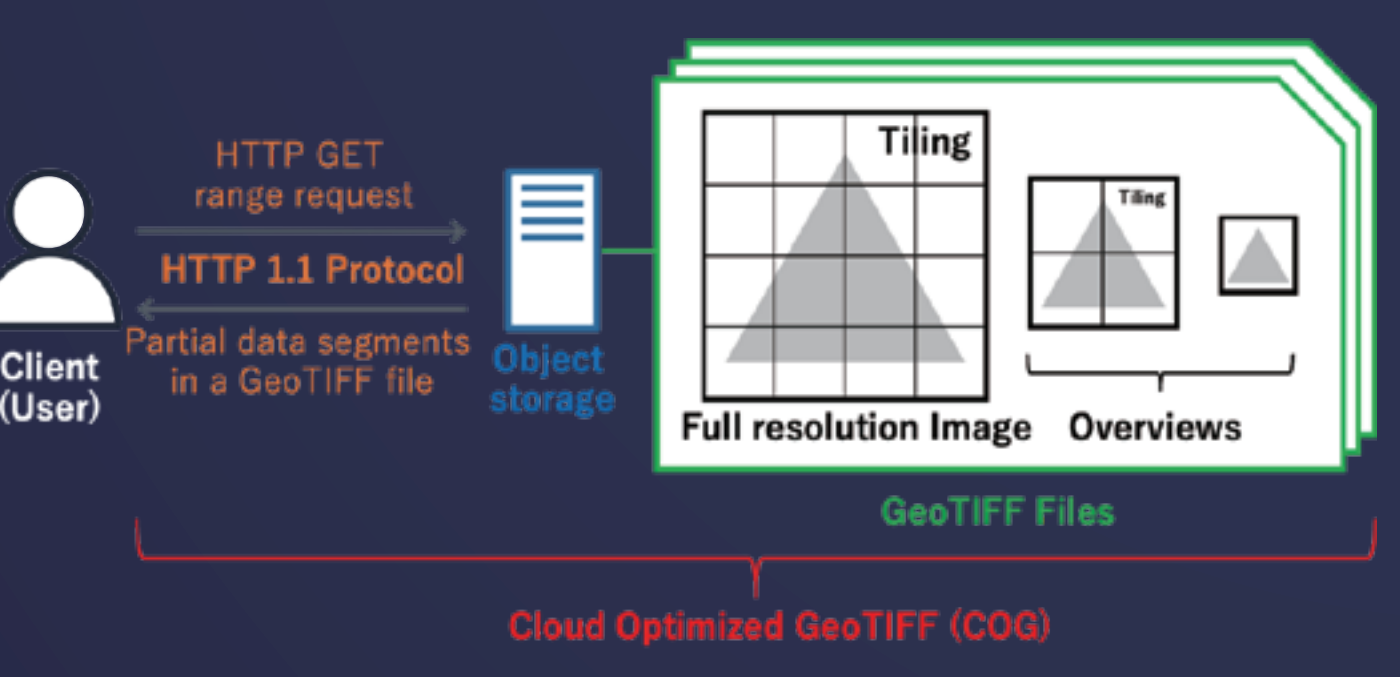 HTTP GET
range request
HTTP 1.1 Protocol
Partial data segments
in a GeoTIFF file
Client
(User)
Object
storage
Tiling
Tiling
Full resolution Image
Overviews
GeoTIFF Files
Cloud Optimized GeoTIFF (COG)